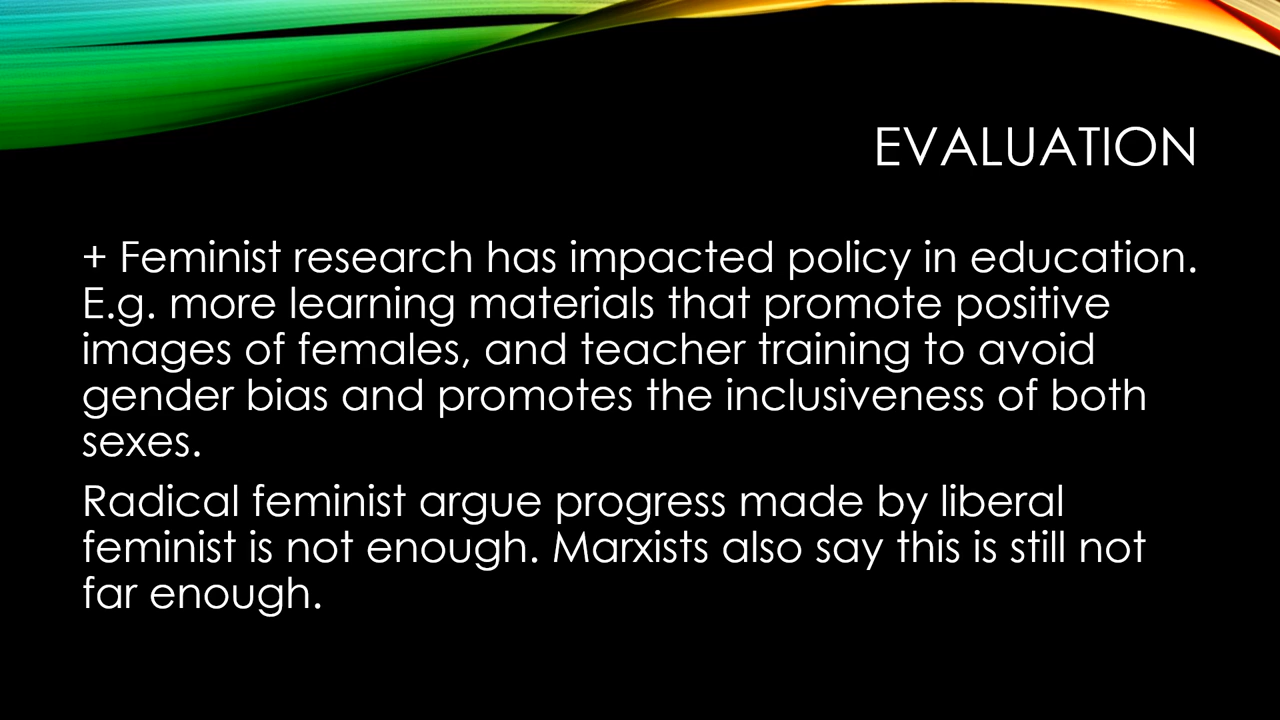 EVALUATION
+ Feminist research has impacted policy in education.
E.g. more learning materials that promote positive
images of females, and teacher training to avoid
gender bias and promotes the inclusiveness of both
sexes.
Radical feminist argue progress made by liberal
feminist is not enough. Marxists also say this is still not
far enough.